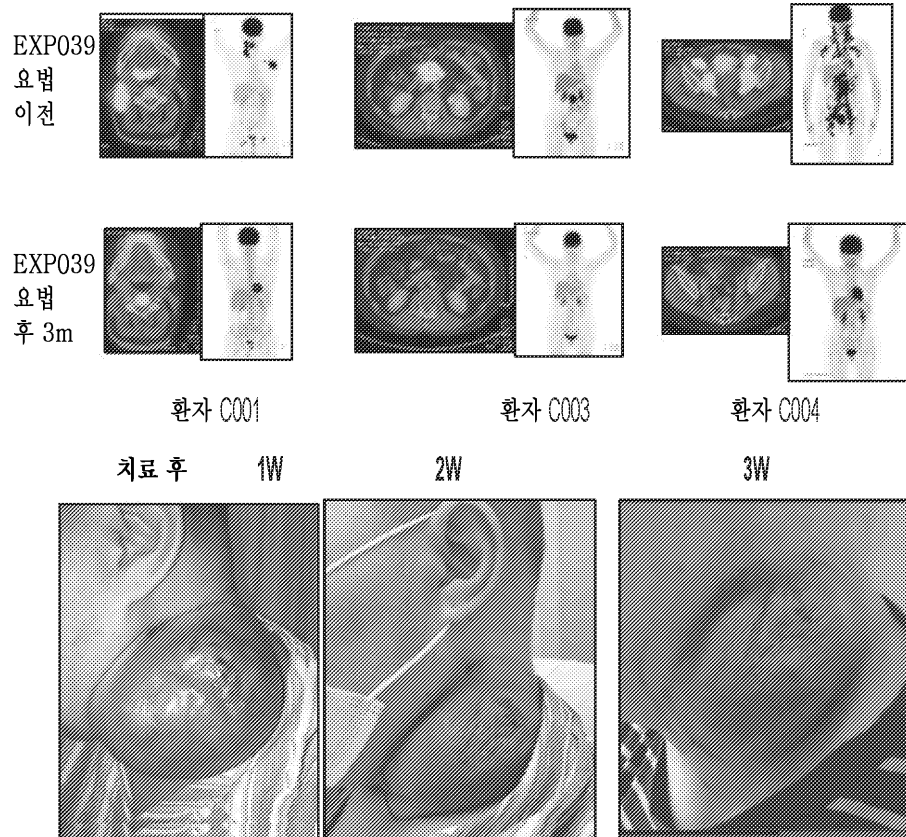 EXP039
요법
이전
EXP039
요법
후 3m
환자 C001
환자 C003
환자 C004
치료 후
1W
2W
3W